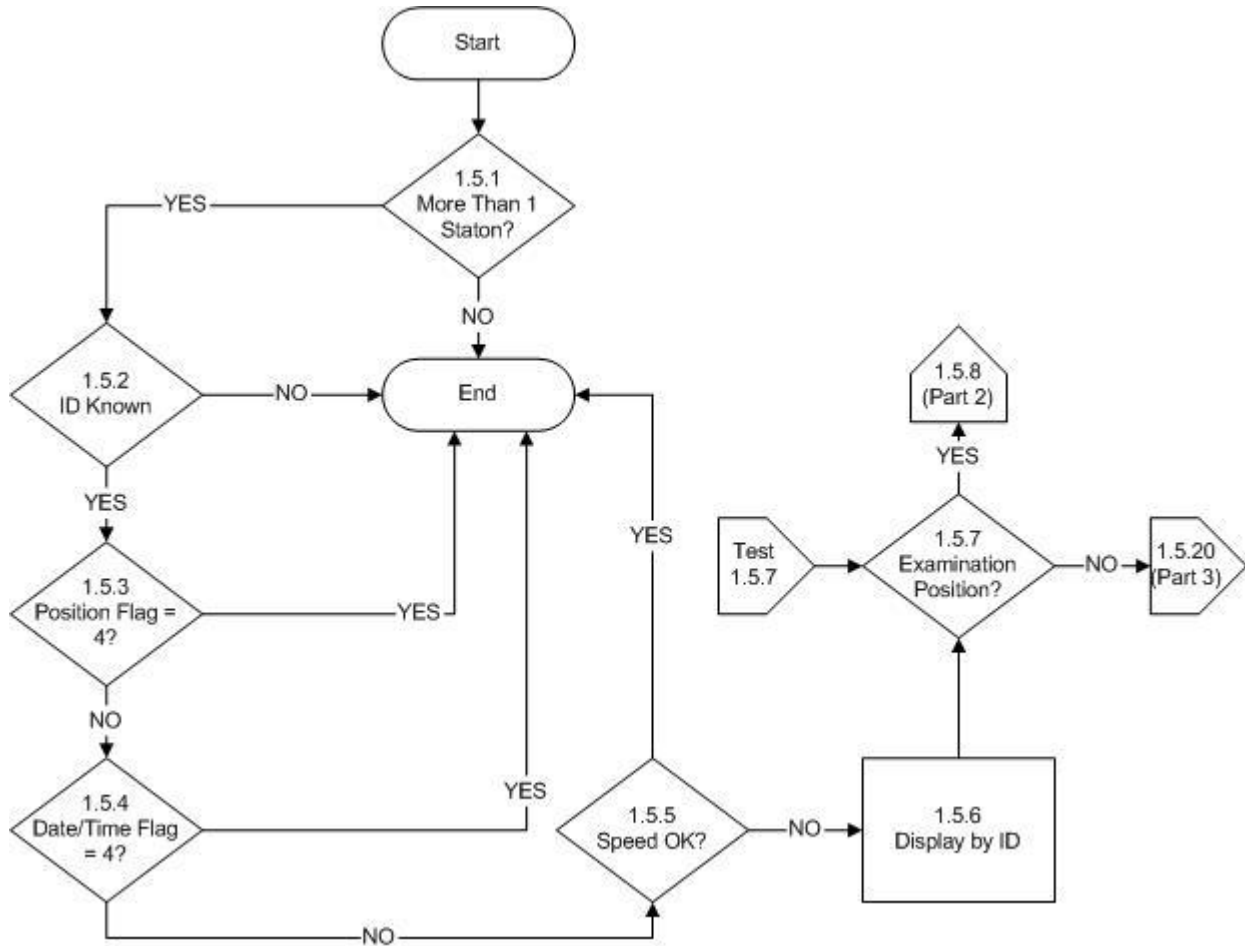 Start
1.5.1
More Than 1
Staton?
YES
NO
1.5.2
ID Known
NO
End
1.5.8
(Part 2)
YES
YES
YES
1.5.3
Position Flag =
4?
YES
Test
1.5.7
1.5.7
Examination
Position?
NO
1.5.20
(Part 3)
NO
1.5.4
Date/Time Flag
= 4?
YES
1.5.5
Speed OK?
NO
1.5.6
Display by ID
NO